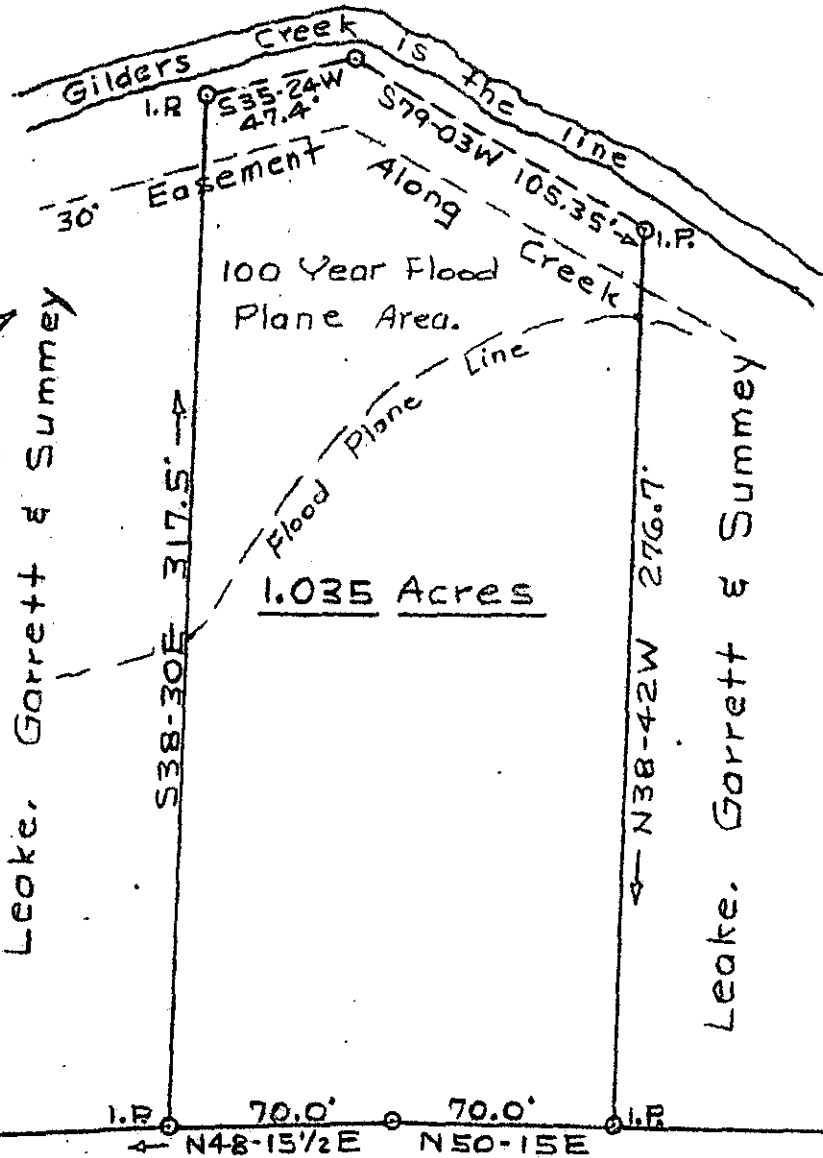 Gilders Creek is the line
I.P.
S35-24W
47.4'
S79-03W 105.35'
I.P.
30' Easement Along Creek
100 Year Flood
Plane Area.
Flood Plane Line
Leake, Garrett & Summey
S38-30E 317.5'
1.035 Acres
N38-42W 276.7'
Leake, Garrett & Summey
I.P. 70.0' 70.0' I.P.
N48-15½E N50-15E